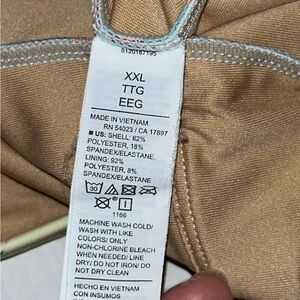 6120187195
XXL
TTG
EEG
MADE IN VIETNAM
RN 54023 / CA 17897
■ US: SHELL: 82%
POLYESTER, 18%
SPANDEX/ELASTANE.
LINING: 92%
POLYESTER, 8%
SPANDEX/ELASTANE.
30
1166
MACHINE WASH COLD/
WASH WITH LIKE
COLORS/ ONLY
NON-CHLORINE BLEACH
WHEN NEEDED/ LINE
DRY/ DO NOT IRON/ DO
NOT DRY CLEAN
HECHO EN VIETNAM
CON INSUMOS